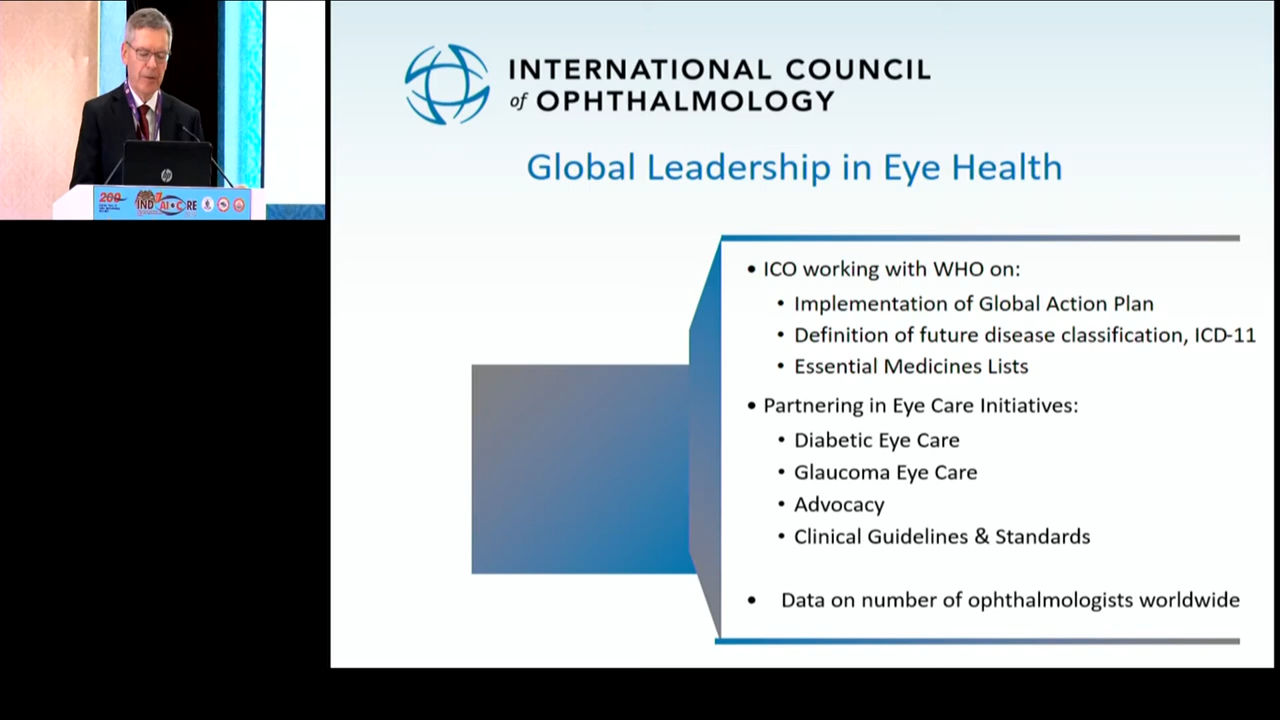 INTERNATIONAL COUNCIL
of OPHTHALMOLOGY
Global Leadership in Eye Health
• ICO working with WHO on:
• Implementation of Global Action Plan
• Definition of future disease classification, ICD-11
• Essential Medicines Lists
• Partnering in Eye Care Initiatives:
• Diabetic Eye Care
• Glaucoma Eye Care
• Advocacy
• Clinical Guidelines & Standards
• Data on number of ophthalmologists worldwide
hp
200